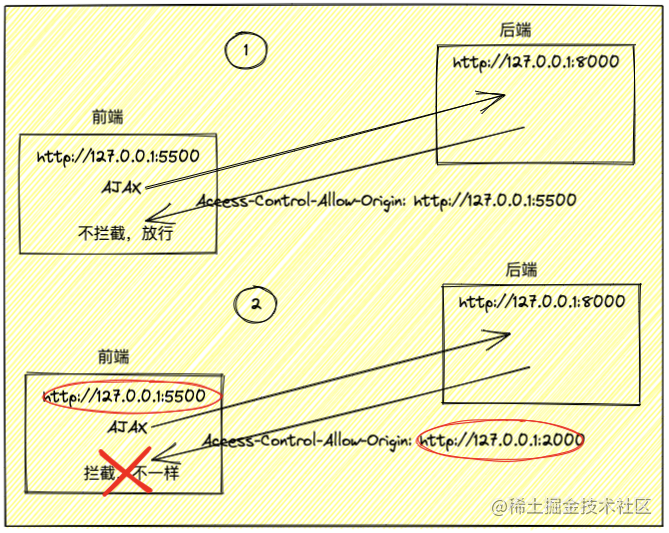 1
后端
http://127.0.0.1:8000
前端
http://127.0.0.1:5500
AJAX
Access-Control-Allow-Origin: http://127.0.0.1:5500
不拦截，放行
2
后端
http://127.0.0.1:8000
前端
http://127.0.0.1:5500
AJAX
Access-Control-Allow-Origin: http://127.0.0.1:2000
拦截，不一样
@稀土掘金技术社区